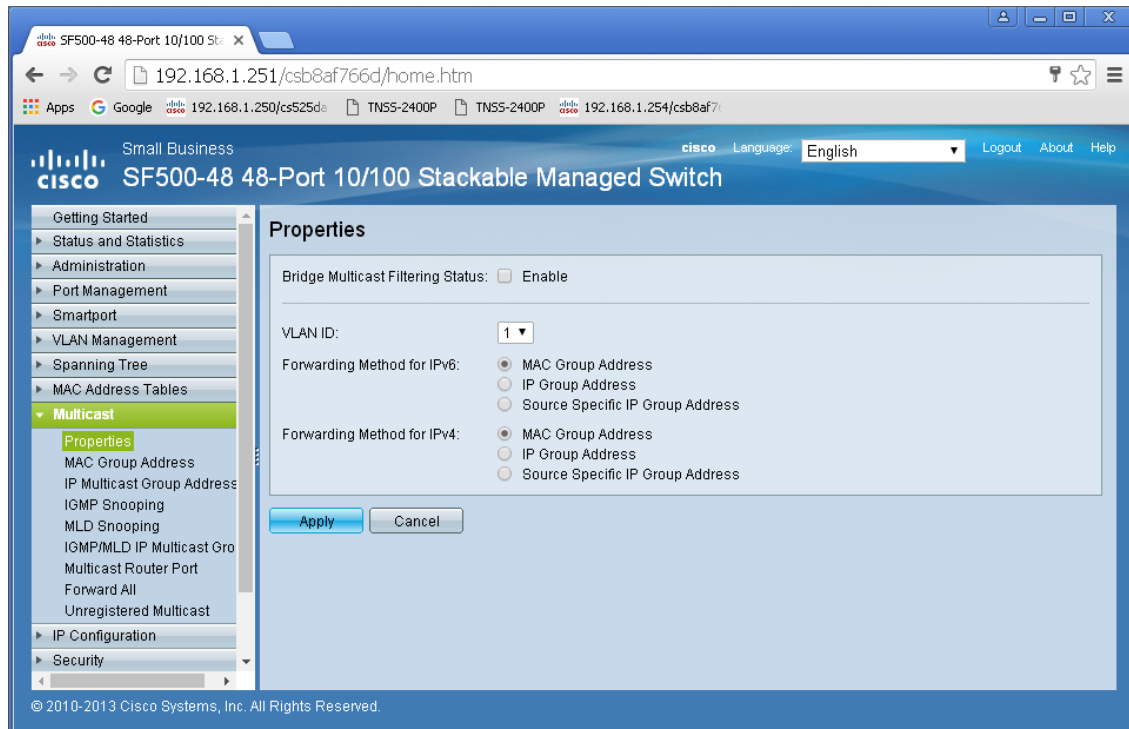 SF500-48 48-Port 10/100 Sta
192.168.1.251/csb8af766d/home.htm
Apps Google 192.168.1.250/cs525da TNSS-2400P TNSS-2400P 192.168.1.254/csb8af7
Small Business
cisco Language: English Logout About Help
cisco SF500-48 48-Port 10/100 Stackable Managed Switch
Getting Started
Status and Statistics
Administration
Port Management
Smartport
VLAN Management
Spanning Tree
MAC Address Tables
Multicast
Properties
MAC Group Address
IP Multicast Group Address
IGMP Snooping
MLD Snooping
IGMP/MLD IP Multicast Gro
Multicast Router Port
Forward All
Unregistered Multicast
IP Configuration
Security
Properties
Bridge Multicast Filtering Status: Enable
VLAN ID: 1
Forwarding Method for IPv6: MAC Group Address
IP Group Address
Source Specific IP Group Address
Forwarding Method for IPv4: MAC Group Address
IP Group Address
Source Specific IP Group Address
Apply Cancel
© 2010-2013 Cisco Systems, Inc. All Rights Reserved.